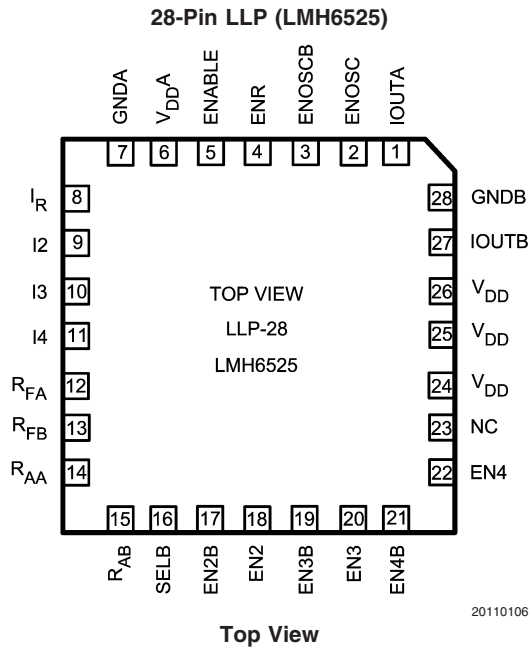 28-Pin LLP (LMH6525)
GNDA
VDDA
ENABLE
ENR
ENOSCB
ENOSC
IOUTA
7 6 5 4 3 2 1
IR 8
I2 9
I3 10
I4 11
RFA 12
RFB 13
RAA 14
TOP VIEW
LLP-28
LMH6525
28 GNDB
27 IOUTB
26 VDD
25 VDD
24 VDD
23 NC
22 EN4
15 16 17 18 19 20 21
RAB
SELB
EN2B
EN2
EN3B
EN3
EN4B
20110106
Top View